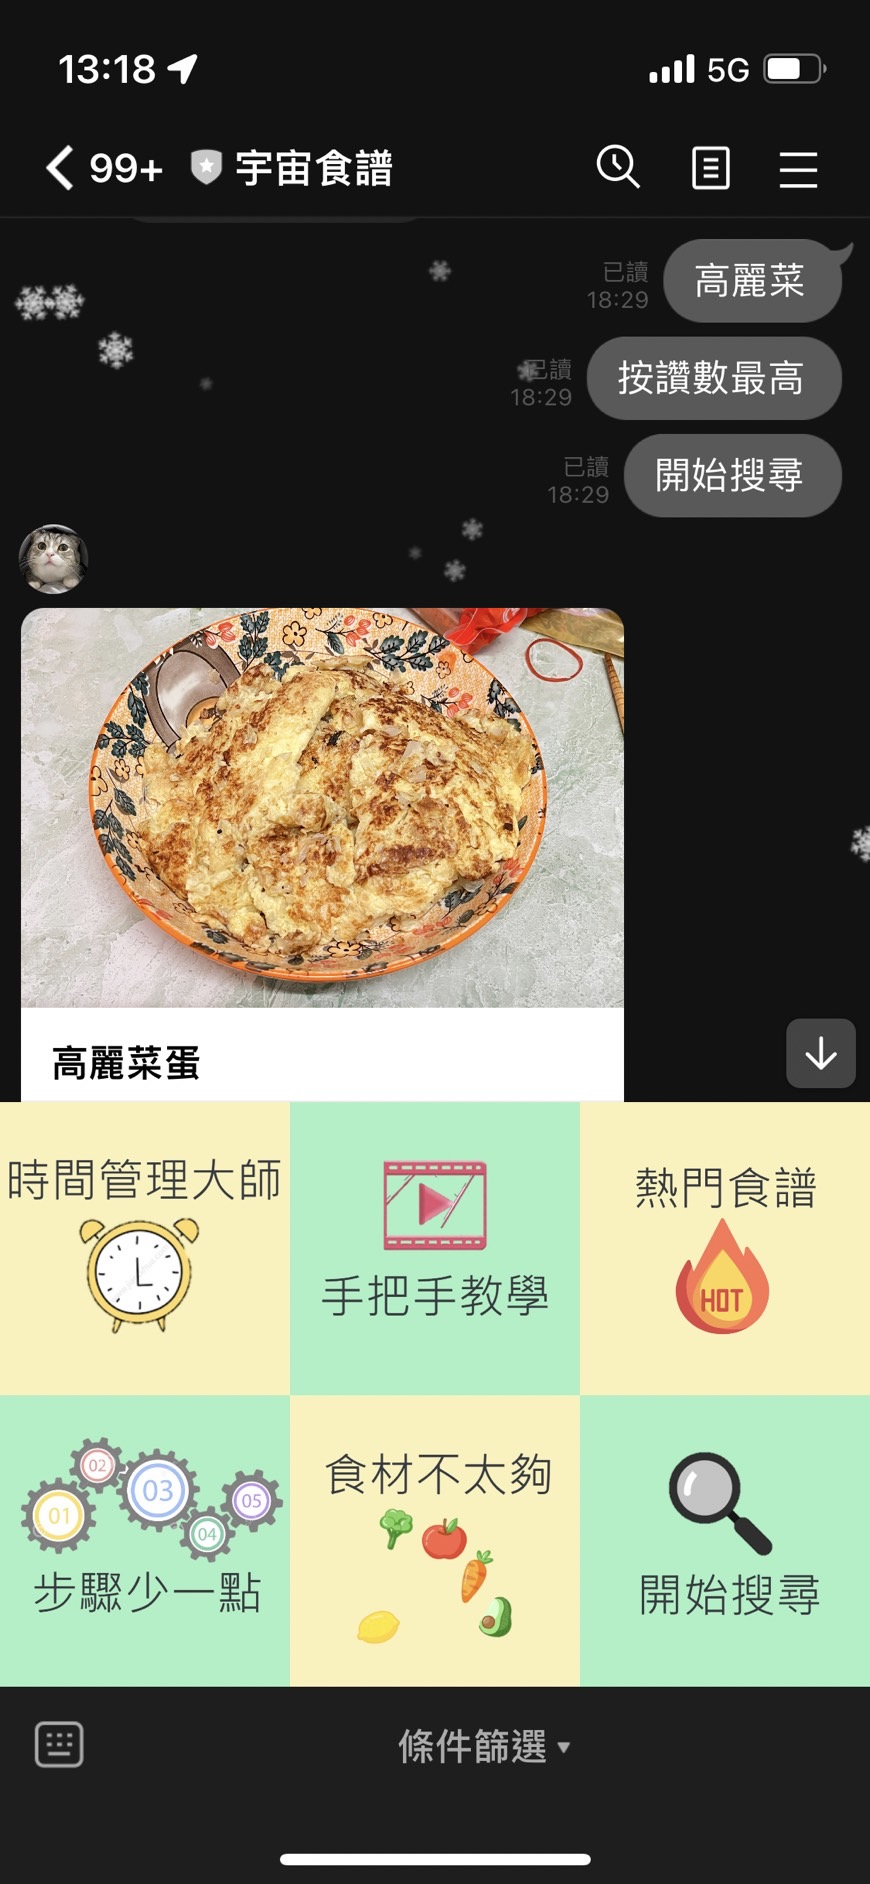 13:18 5G
99+ 宇宙食譜
已讀
18:29
高麗菜
已讀
18:29
按讚數最高
已讀
18:29
開始搜尋
高麗菜蛋
時間管理大師
手把手教學
熱門食譜
HOT
01 02 03 04 05
步驟少一點
食材不太夠
開始搜尋
條件篩選▼